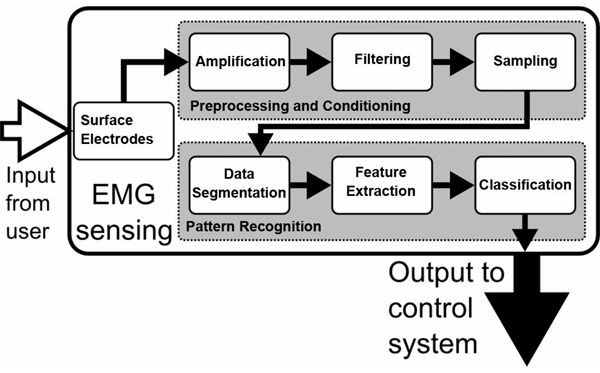 Amplification
Filtering
Sampling
Preprocessing and Conditioning
Surface
Electrodes
Input
from
user
EMG
sensing
Data
Segmentation
Feature
Extraction
Classification
Pattern Recognition
Output to
control
system